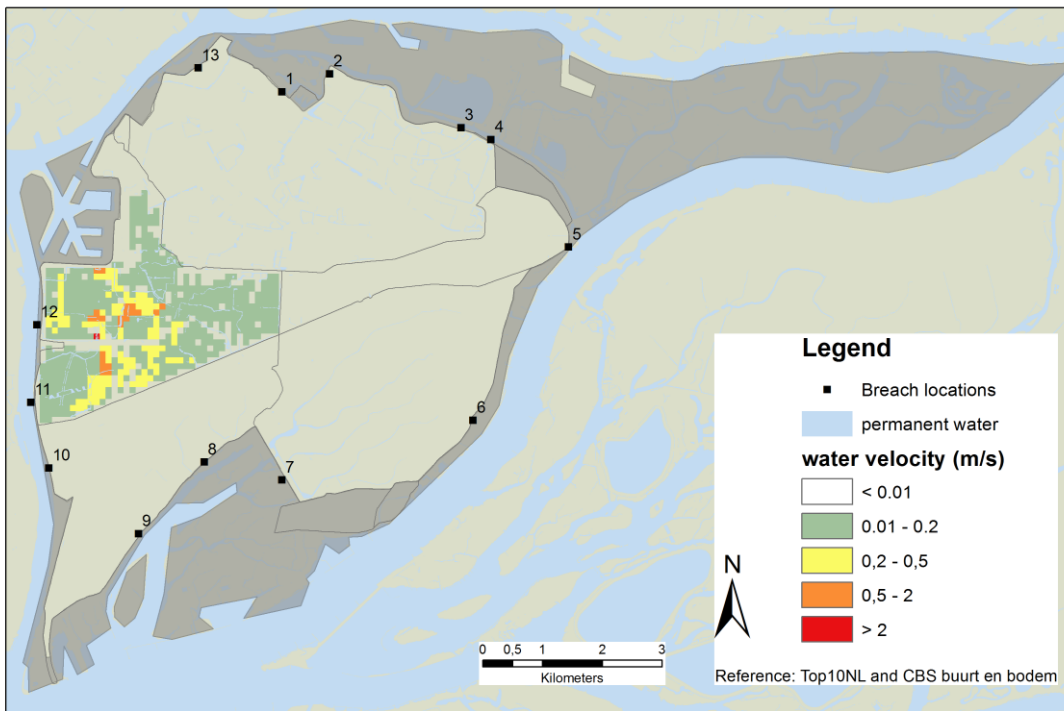 13
1
2
3
4
5
12
11
10
9
8
7
6
Legend
Breach locations
permanent water
water velocity (m/s)
< 0.01
0.01 - 0.2
0,2 - 0,5
0,5 - 2
> 2
N
0 0,5 1 2 3
Kilometers
Reference: Top10NL and CBS buurt en bodem